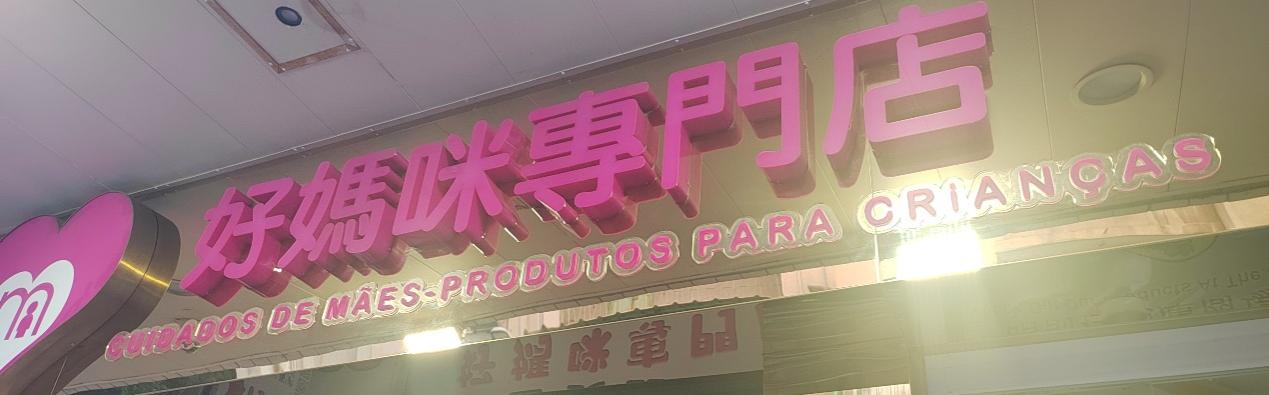 好媽咪專門店
CUIDADOS DE MÃES-PRODUTOS PARA CRIANÇAS